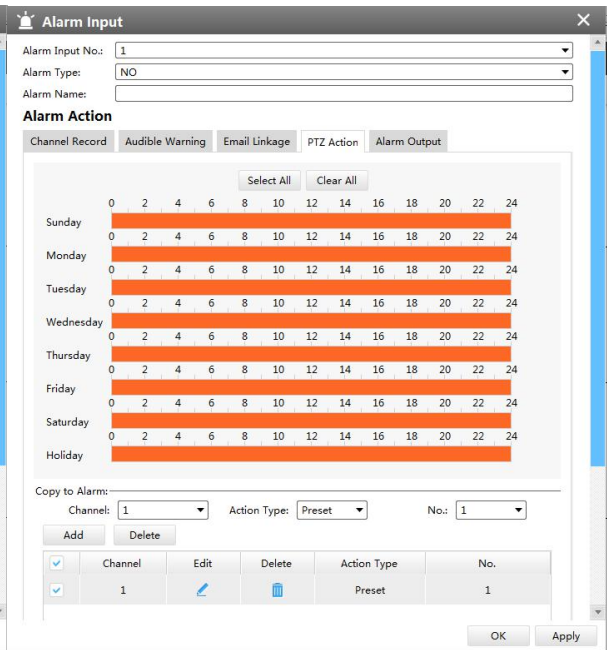 Alarm Input
Alarm Input No.: 1
Alarm Type: NO
Alarm Name:
Alarm Action
Channel Record Audible Warning Email Linkage PTZ Action Alarm Output
Select All Clear All
0 2 4 6 8 10 12 14 16 18 20 22 24
Sunday
0 2 4 6 8 10 12 14 16 18 20 22 24
Monday
0 2 4 6 8 10 12 14 16 18 20 22 24
Tuesday
0 2 4 6 8 10 12 14 16 18 20 22 24
Wednesday
0 2 4 6 8 10 12 14 16 18 20 22 24
Thursday
0 2 4 6 8 10 12 14 16 18 20 22 24
Friday
0 2 4 6 8 10 12 14 16 18 20 22 24
Saturday
0 2 4 6 8 10 12 14 16 18 20 22 24
Holiday
Copy to Alarm:
Channel: 1 Action Type: Preset No.: 1
Add Delete
Channel Edit Delete Action Type No.
1 Preset 1
OK Apply